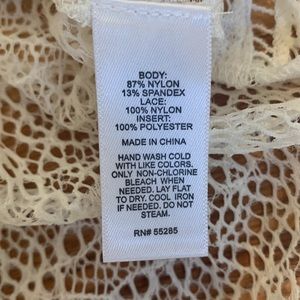 BODY:
87% NYLON
13% SPANDEX
LACE:
100% NYLON
INSERT:
100% POLYESTER
MADE IN CHINA
HAND WASH COLD
WITH LIKE COLORS.
ONLY NON-CHLORINE
BLEACH WHEN
NEEDED. LAY FLAT
TO DRY. COOL IRON
IF NEEDED. DO NOT
STEAM.
RN# 55285